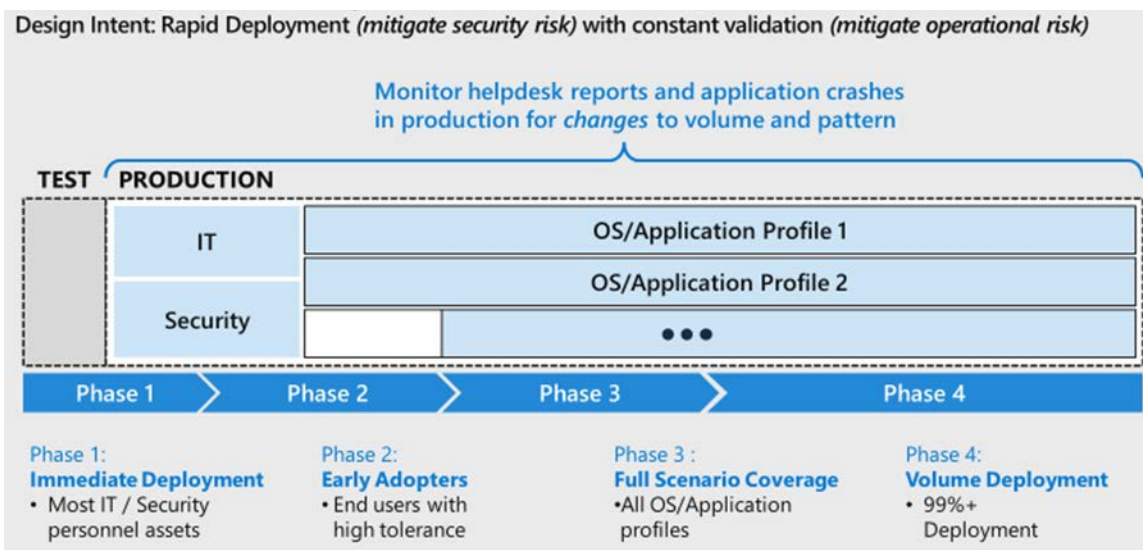 Design Intent: Rapid Deployment (mitigate security risk) with constant validation (mitigate operational risk)
Monitor helpdesk reports and application crashes
in production for changes to volume and pattern
TEST PRODUCTION
IT
OS/Application Profile 1
OS/Application Profile 2
Security
•••
Phase 1
Phase 2
Phase 3
Phase 4
Phase 1:
Immediate Deployment
• Most IT / Security
personnel assets
Phase 2:
Early Adopters
• End users with
high tolerance
Phase 3 :
Full Scenario Coverage
•All OS/Application
profiles
Phase 4:
Volume Deployment
• 99%+
Deployment